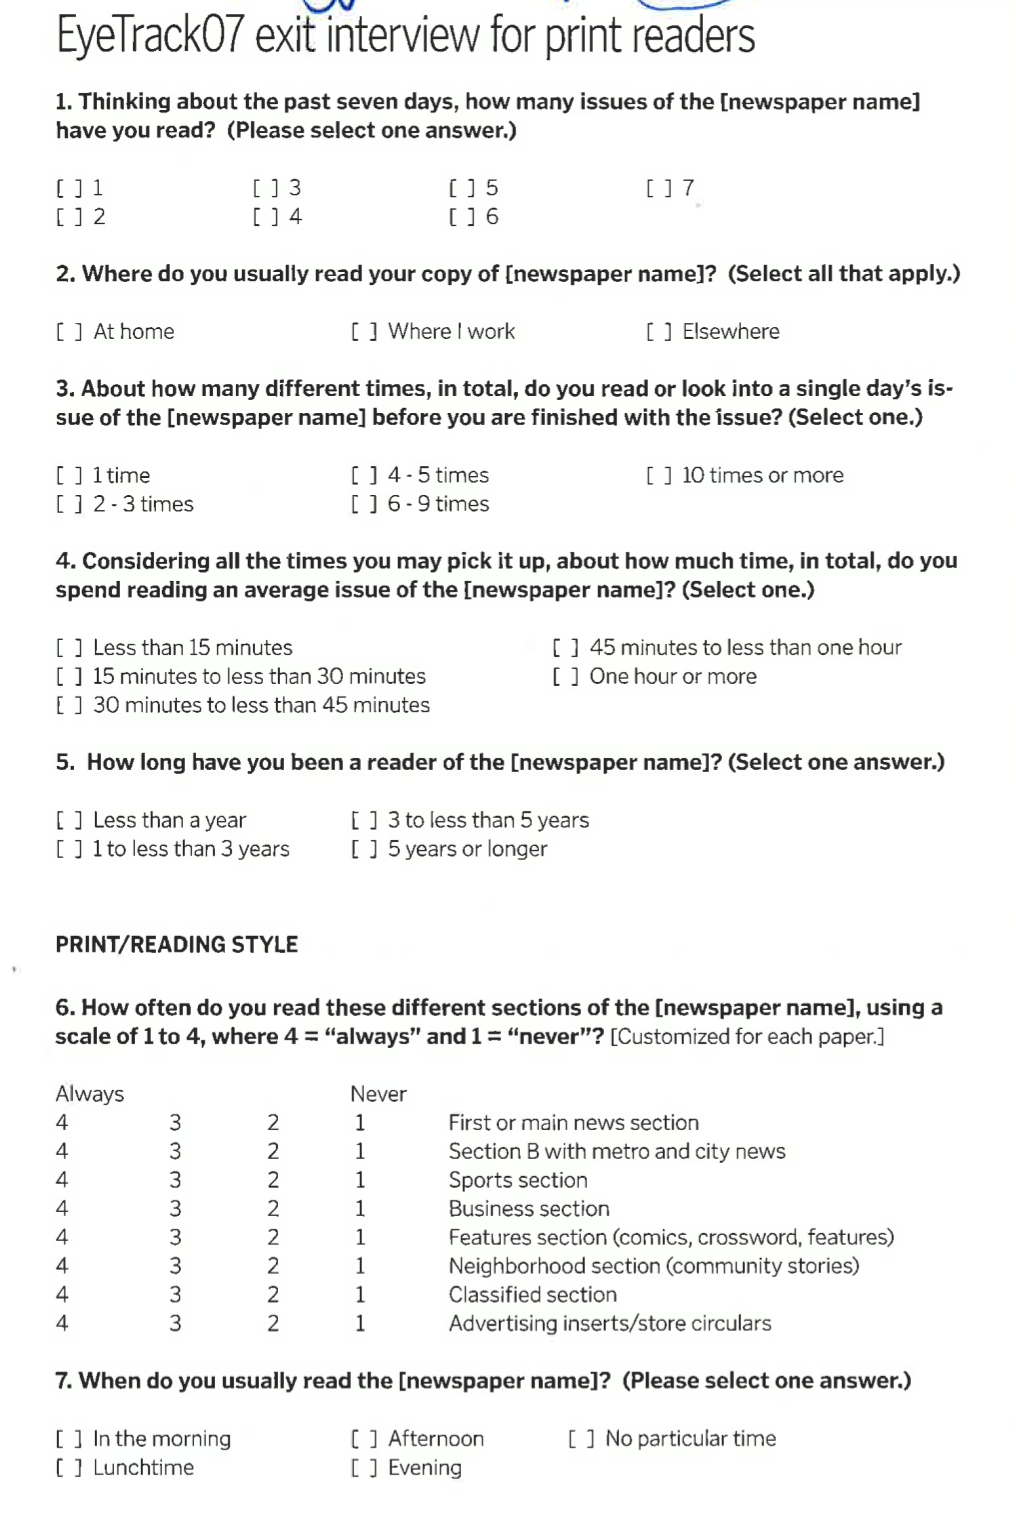 EyeTrack07 exit interview for print readers
1. Thinking about the past seven days, how many issues of the [newspaper name]
have you read? (Please select one answer.)
[ ] 1 [ ] 3 [ ] 5 [ ] 7
[ ] 2 [ ] 4 [ ] 6
2. Where do you usually read your copy of [newspaper name]? (Select all that apply.)
[ ] At home [ ] Where I work [ ] Elsewhere
3. About how many different times, in total, do you read or look into a single day's is-
sue of the [newspaper name] before you are finished with the issue? (Select one.)
[ ] 1 time [ ] 4 - 5 times [ ] 10 times or more
[ ] 2 - 3 times [ ] 6 - 9 times
4. Considering all the times you may pick it up, about how much time, in total, do you
spend reading an average issue of the [newspaper name]? (Select one.)
[ ] Less than 15 minutes [ ] 45 minutes to less than one hour
[ ] 15 minutes to less than 30 minutes [ ] One hour or more
[ ] 30 minutes to less than 45 minutes
5. How long have you been a reader of the [newspaper name]? (Select one answer.)
[ ] Less than a year [ ] 3 to less than 5 years
[ ] 1 to less than 3 years [ ] 5 years or longer
PRINT/READING STYLE
6. How often do you read these different sections of the [newspaper name], using a
scale of 1 to 4, where 4 = “always” and 1 = “never”? [Customized for each paper.]
Always Never
4 3 2 1 First or main news section
4 3 2 1 Section B with metro and city news
4 3 2 1 Sports section
4 3 2 1 Business section
4 3 2 1 Features section (comics, crossword, features)
4 3 2 1 Neighborhood section (community stories)
4 3 2 1 Classified section
4 3 2 1 Advertising inserts/store circulars
7. When do you usually read the [newspaper name]? (Please select one answer.)
[ ] In the morning [ ] Afternoon [ ] No particular time
[ ] Lunchtime [ ] Evening